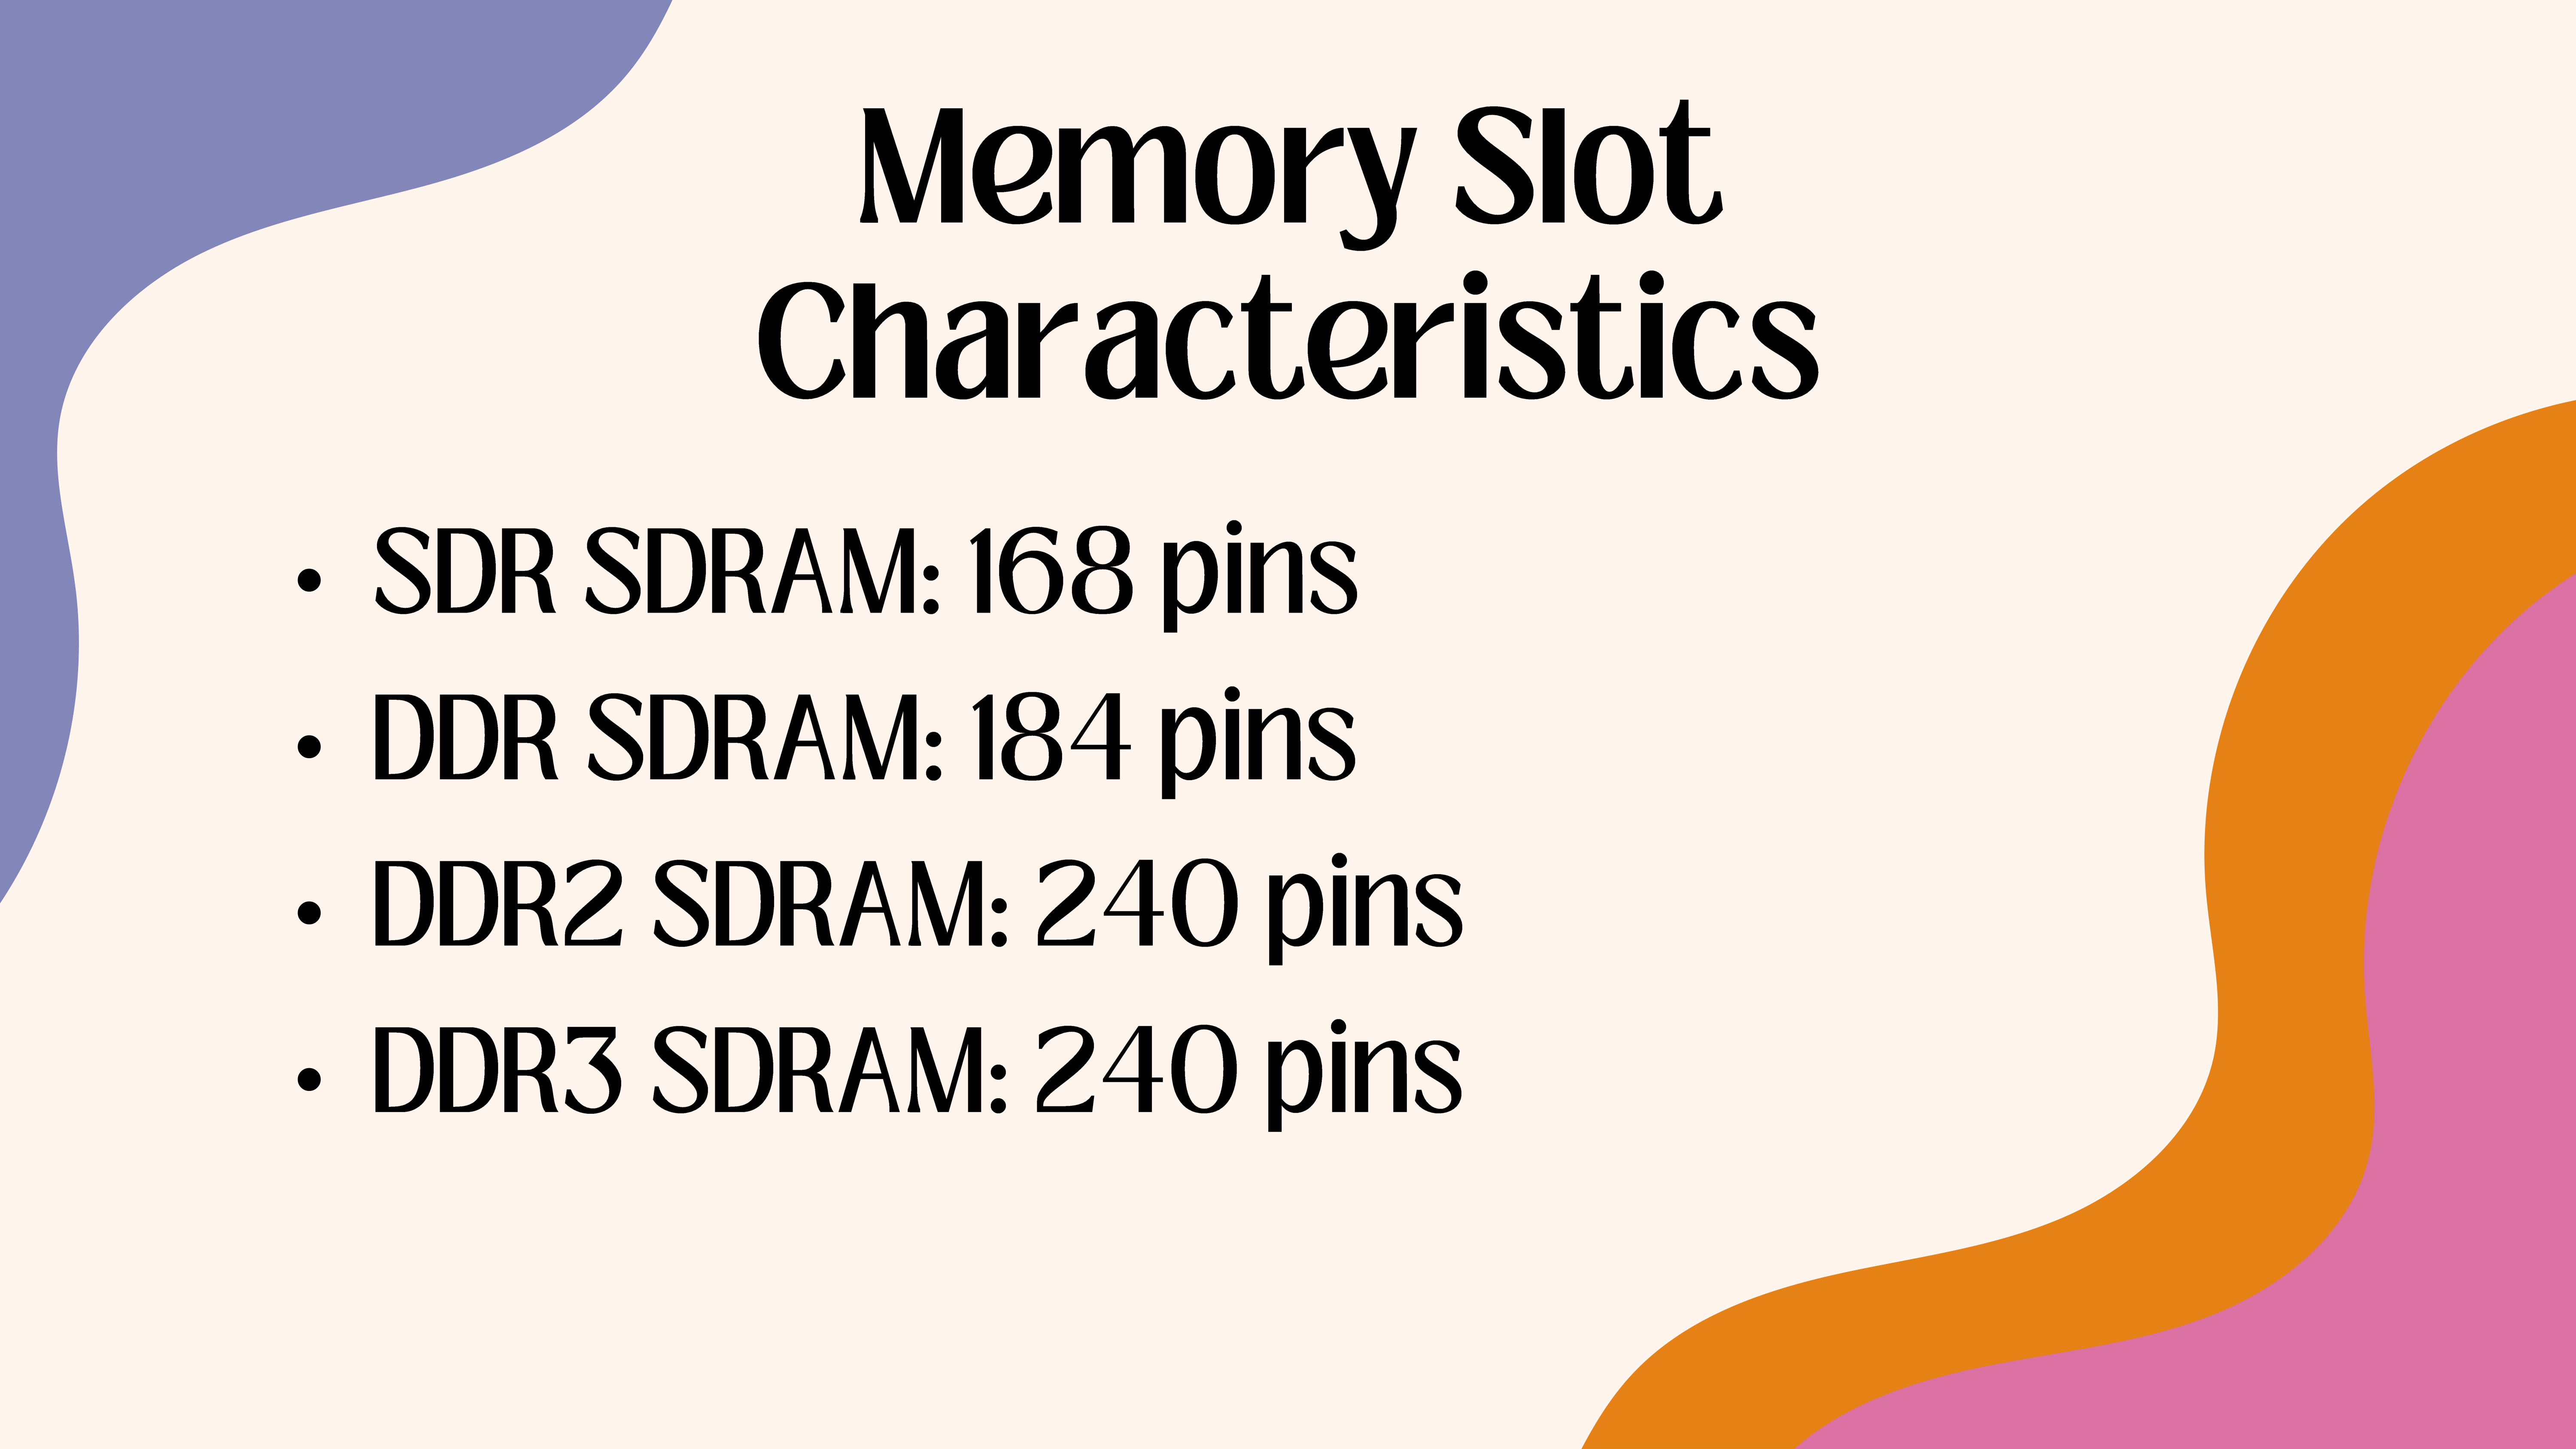 Memory Slot
Characteristics
• SDR SDRAM: 168 pins
• DDR SDRAM: 184 pins
• DDR2 SDRAM: 240 pins
• DDR3 SDRAM: 240 pins